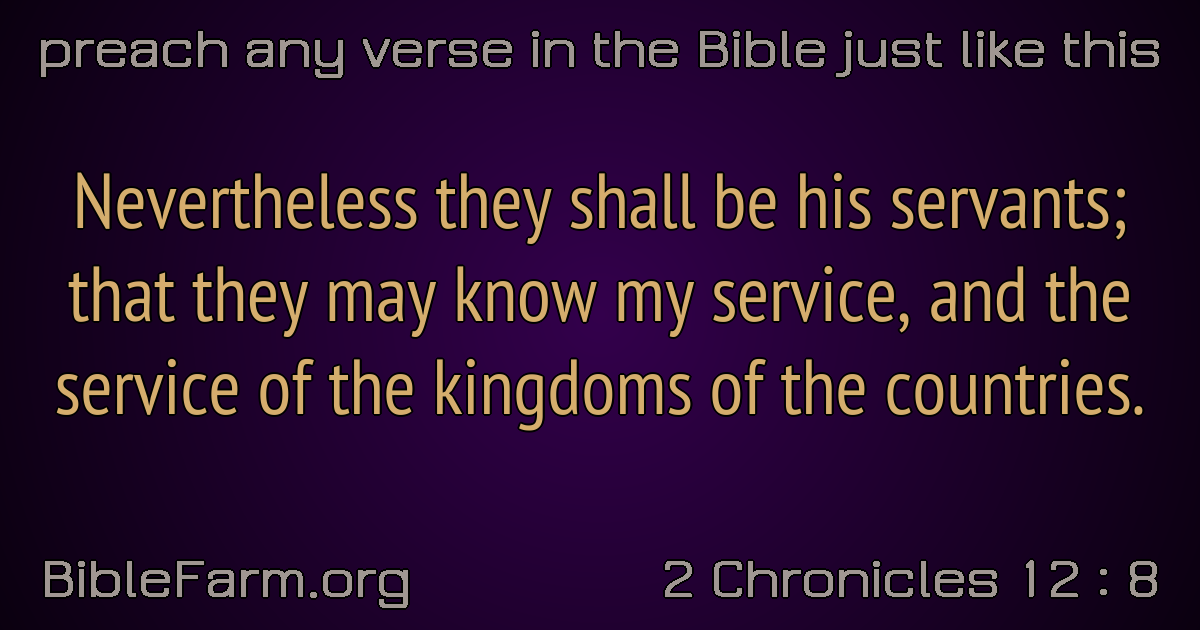 preach any verse in the Bible just like this
Nevertheless they shall be his servants;
that they may know my service, and the
service of the kingdoms of the countries.
BibleFarm.org
2 Chronicles 12 : 8